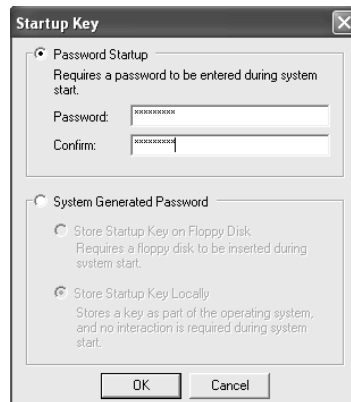 Startup Key
Password Startup
Requires a password to be entered during system
start.
Password: xxxxxxxxx
Confirm: xxxxxxxxx
System Generated Password
Store Startup Key on Floppy Disk
Requires a floppy disk to be inserted during
system start.
Store Startup Key Locally
Stores a key as part of the operating system,
and no interaction is required during system
start.
OK Cancel